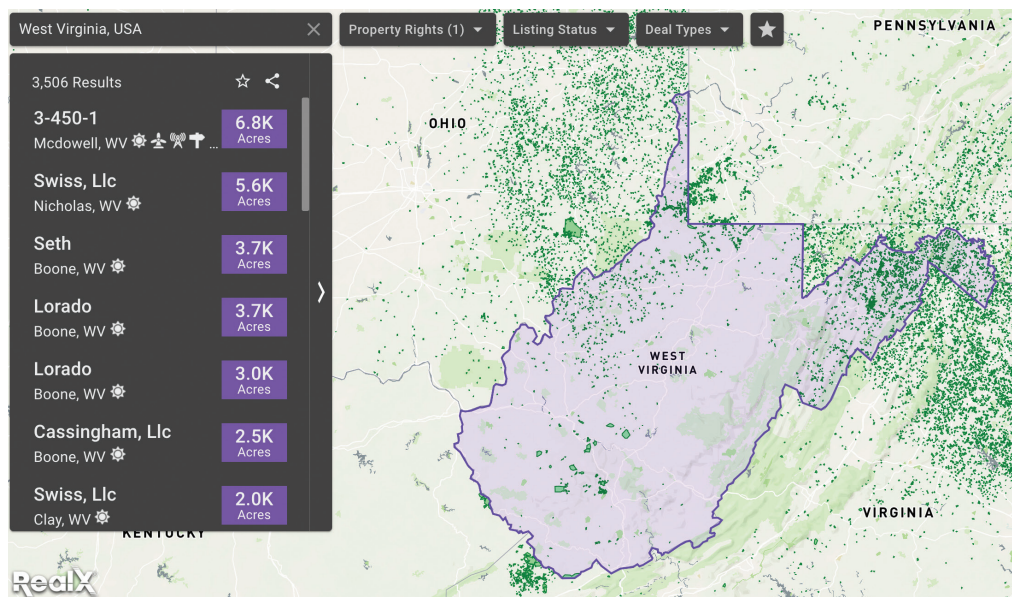 West Virginia, USA
Property Rights (1)
Listing Status
Deal Types
3,506 Results
3-450-1
Mcdowell, WV
...
6.8K
Acres
Swiss, Llc
Nicholas, WV
5.6K
Acres
Seth
Boone, WV
3.7K
Acres
Lorado
Boone, WV
3.7K
Acres
Lorado
Boone, WV
3.0K
Acres
Cassingham, Llc
Boone, WV
2.5K
Acres
Swiss, Llc
Clay, WV
2.0K
Acres
PENNSYLVANIA
OHIO
WEST
VIRGINIA
VIRGINIA
KENTUCKY
RealX